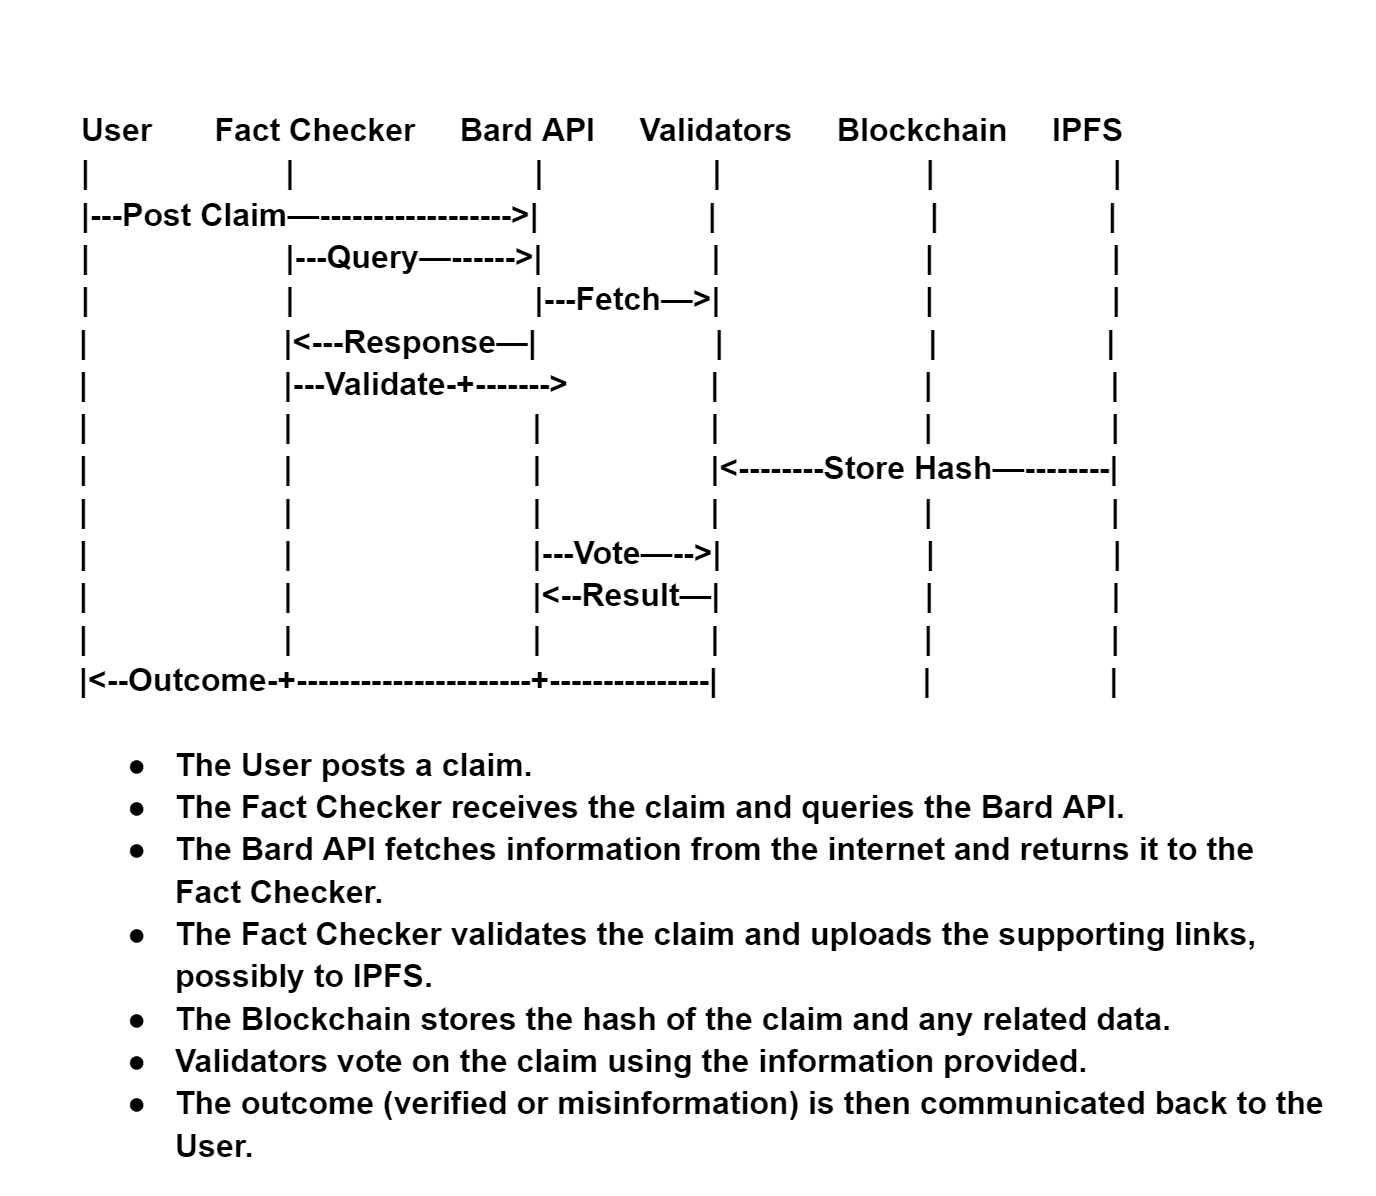 User Fact Checker Bard API Validators Blockchain IPFS
| | | | | |
|---Post Claim—------------------>| | | |
| |---Query—------>| | | |
| | |---Fetch—>| | |
| |<---Response—| | | |
| |---Validate-+-------> | | |
| | | | | |
| | | |<--------Store Hash—--------|
| | | | | |
| | |---Vote—-->| | |
| | |<--Result—| | |
| | | | | |
|<--Outcome-+----------------------+---------------| | |
● The User posts a claim.
● The Fact Checker receives the claim and queries the Bard API.
● The Bard API fetches information from the internet and returns it to the
Fact Checker.
● The Fact Checker validates the claim and uploads the supporting links,
possibly to IPFS.
● The Blockchain stores the hash of the claim and any related data.
● Validators vote on the claim using the information provided.
● The outcome (verified or misinformation) is then communicated back to the
User.